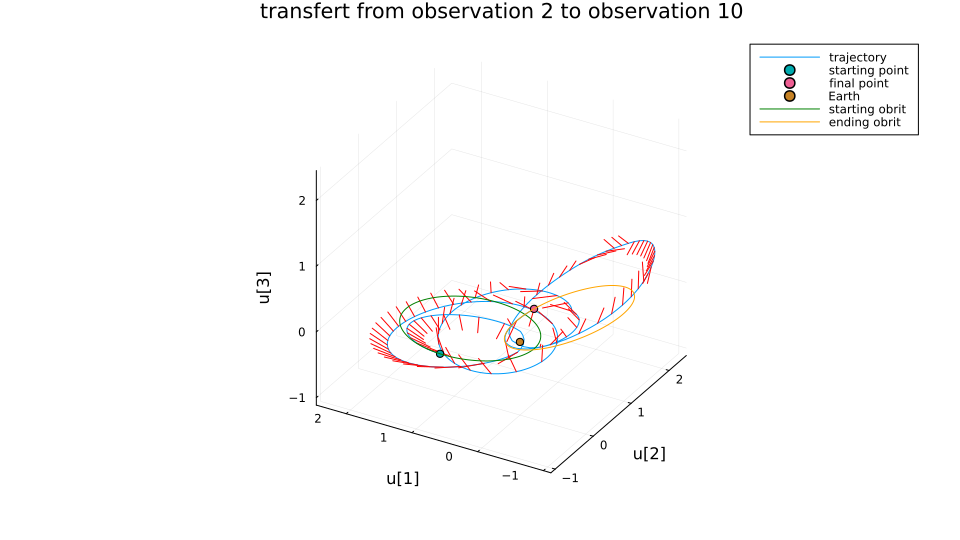 transfert from observation 2 to observation 10
trajectory
starting point
final point
Earth
starting obrit
ending obrit
2
1
0
−1
u[3]
2
1
0
−1
u[1]
2
1
0
−1
u[2]